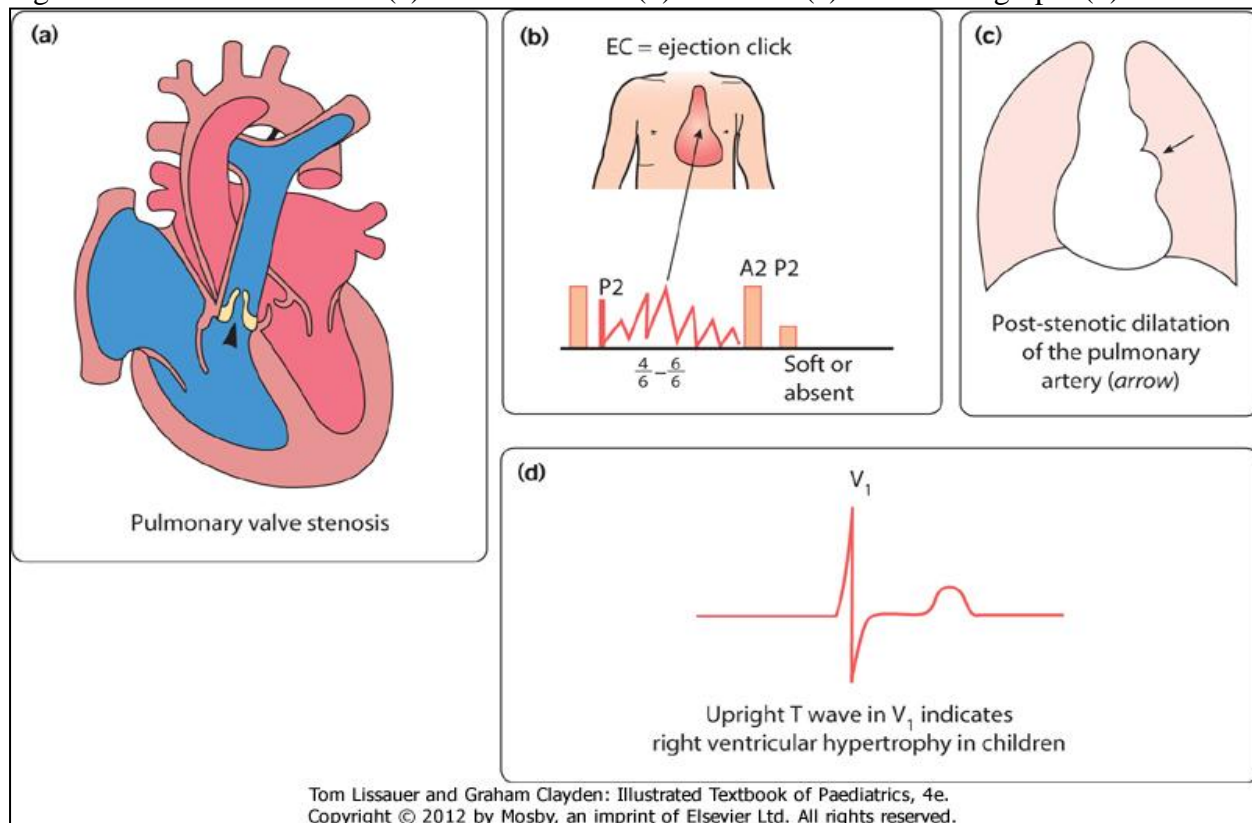 (a)
Pulmonary valve stenosis
(b)
EC = ejection click
P2
A2 P2
4/6 – 6/6
Soft or
absent
(c)
Post-stenotic dilatation
of the pulmonary
artery (arrow)
(d)
V1
Upright T wave in V1 indicates
right ventricular hypertrophy in children
Tom Lissauer and Graham Clayden: Illustrated Textbook of Paediatrics, 4e.
Copyright © 2012 by Mosby, an imprint of Elsevier Ltd. All rights reserved.